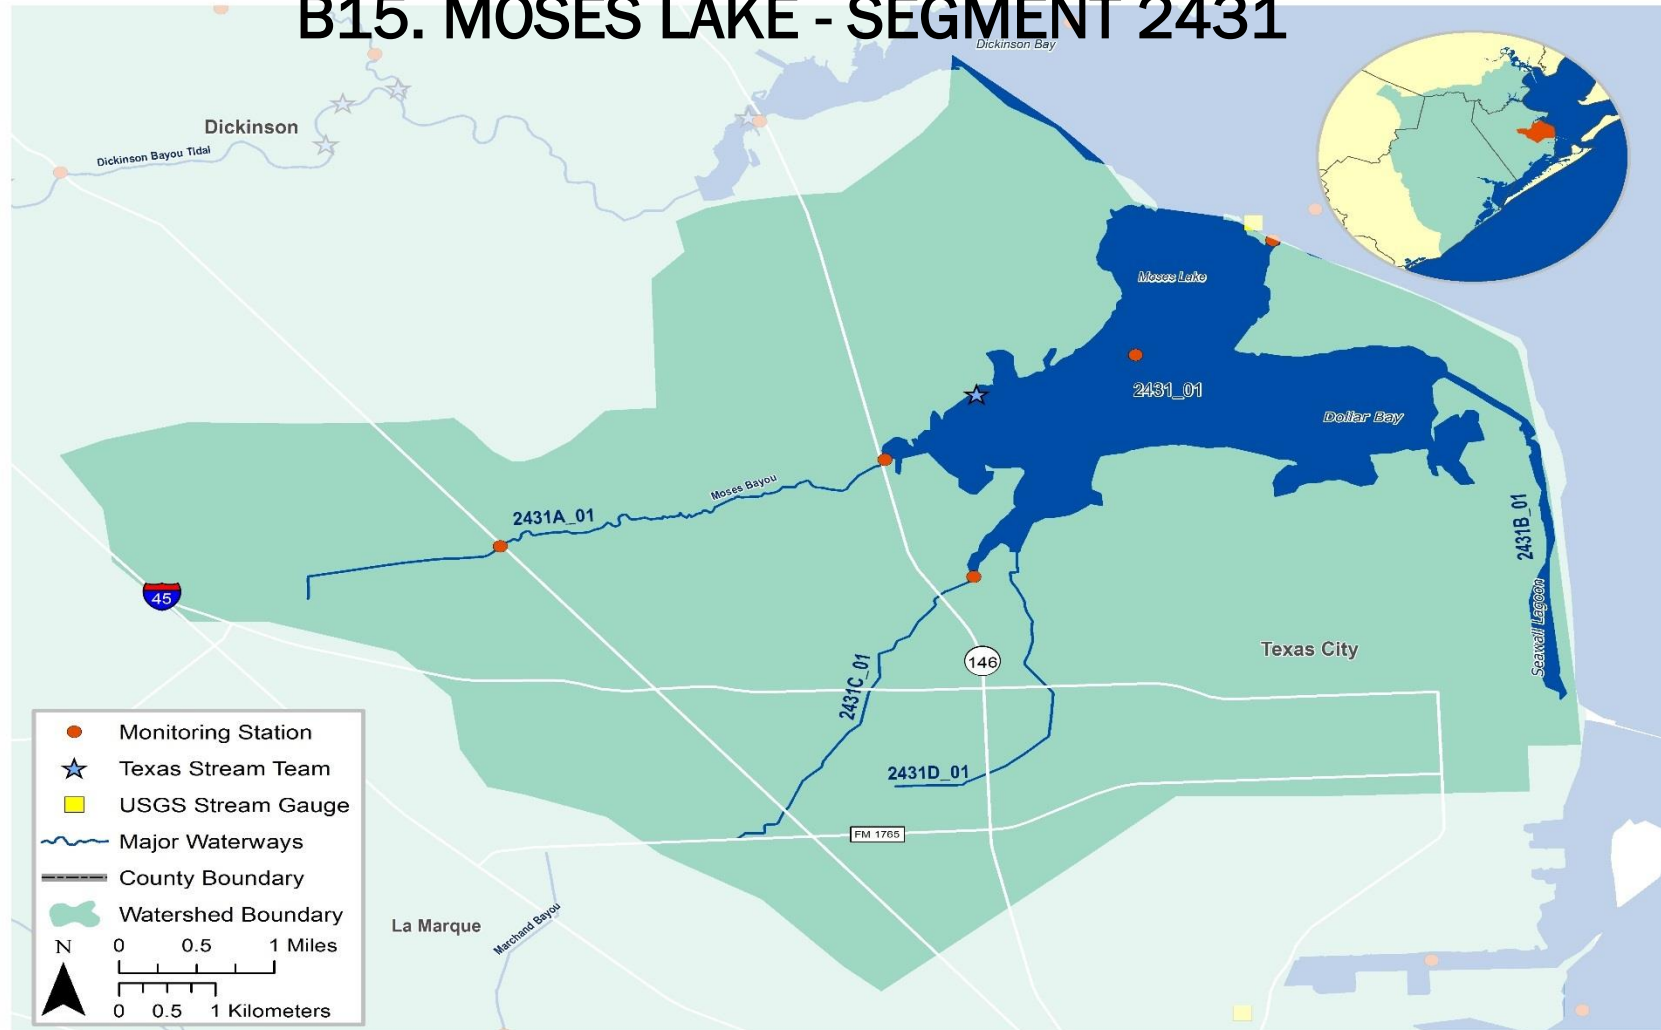 B15. MOSES LAKE - SEGMENT 2431
Dickinson Bay
Dickinson
Dickinson Bayou Tidal
Moses Lake
2431_01
Dollar Bay
Moses Bayou
2431A_01
2431B_01
45
Seawall Lagoon
Texas City
146
2431C_01
2431D_01
FM 1765
La Marque
Marchand Bayou
Monitoring Station
Texas Stream Team
USGS Stream Gauge
Major Waterways
County Boundary
Watershed Boundary
N
0 0.5 1 Miles
0 0.5 1 Kilometers